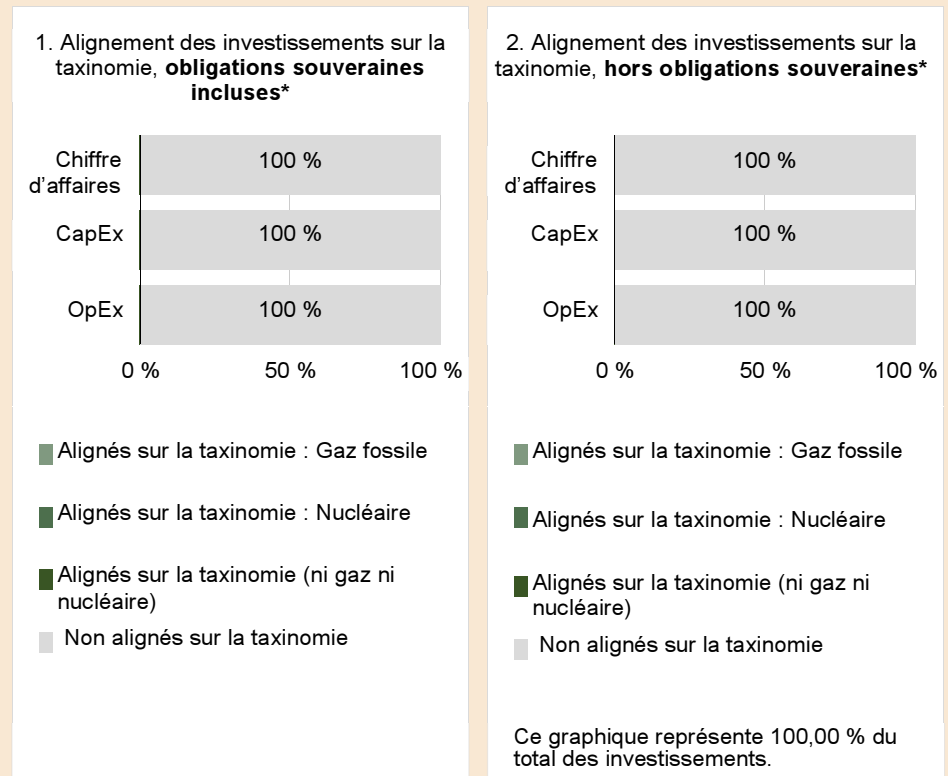 1. Alignement des investissements sur la
taxinomie, obligations souveraines
incluses*
Chiffre
d’affaires
100 %
CapEx
100 %
OpEx
100 %
0 %
50 %
100 %
Alignés sur la taxinomie : Gaz fossile
Alignés sur la taxinomie : Nucléaire
Alignés sur la taxinomie (ni gaz ni
nucléaire)
Non alignés sur la taxinomie
2. Alignement des investissements sur la
taxinomie, hors obligations souveraines*
Chiffre
d’affaires
100 %
CapEx
100 %
OpEx
100 %
0 %
50 %
100 %
Alignés sur la taxinomie : Gaz fossile
Alignés sur la taxinomie : Nucléaire
Alignés sur la taxinomie (ni gaz ni
nucléaire)
Non alignés sur la taxinomie
Ce graphique représente 100,00 % du
total des investissements.